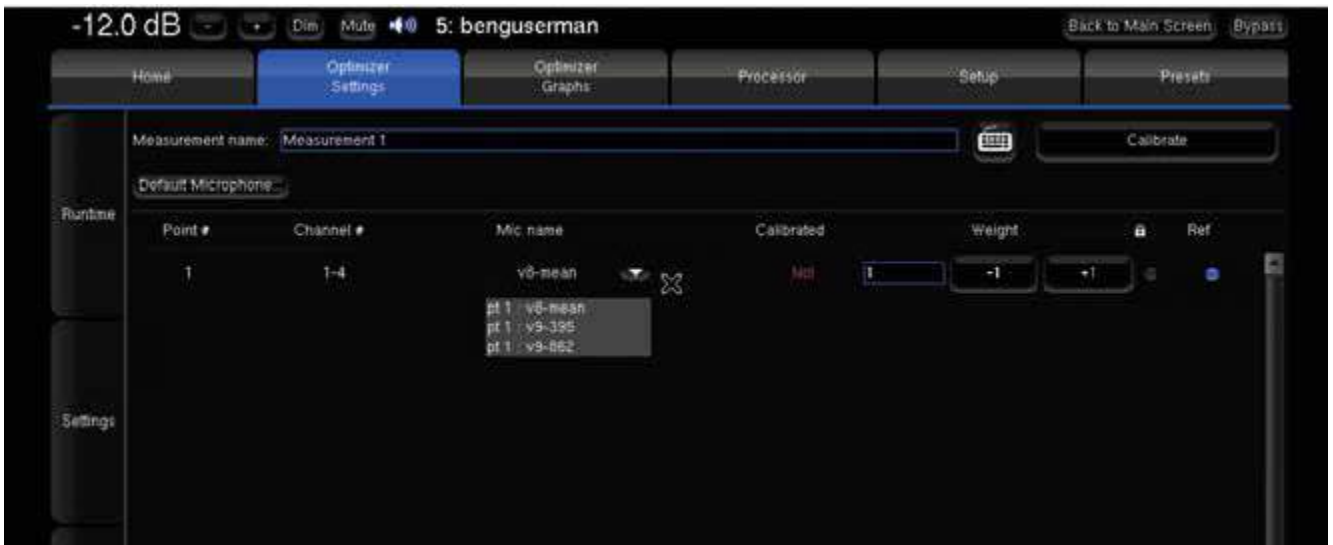 -12.0 dB - + Dim Mute 5: benguserman Back to Main Screen Bypass
Home Optimizer Settings Optimizer Graphs Processor Setup Presets
Measurement name: Measurement 1 Calibrate
Default Microphone...
Runtime
Point # Channel # Mic name Calibrated Weight Ref
1 1-4 v8-mean No! 1 -1 +1
pt 1 : v8-mean
pt 1 : v9-395
pt 1 : v9-862
Settings